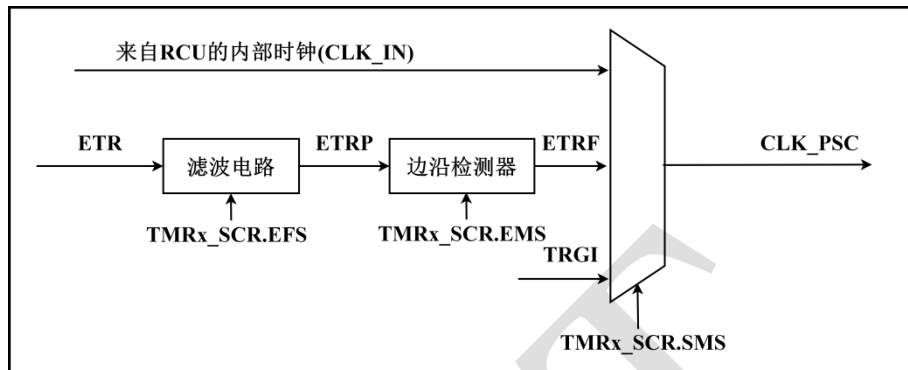 来自RCU的内部时钟(CLK_IN)
ETR
滤波电路
ETRP
边沿检测器
ETRF
CLK_PSC
TMRx_SCR.EFS
TMRx_SCR.EMS
TRGI
TMRx_SCR.SMS